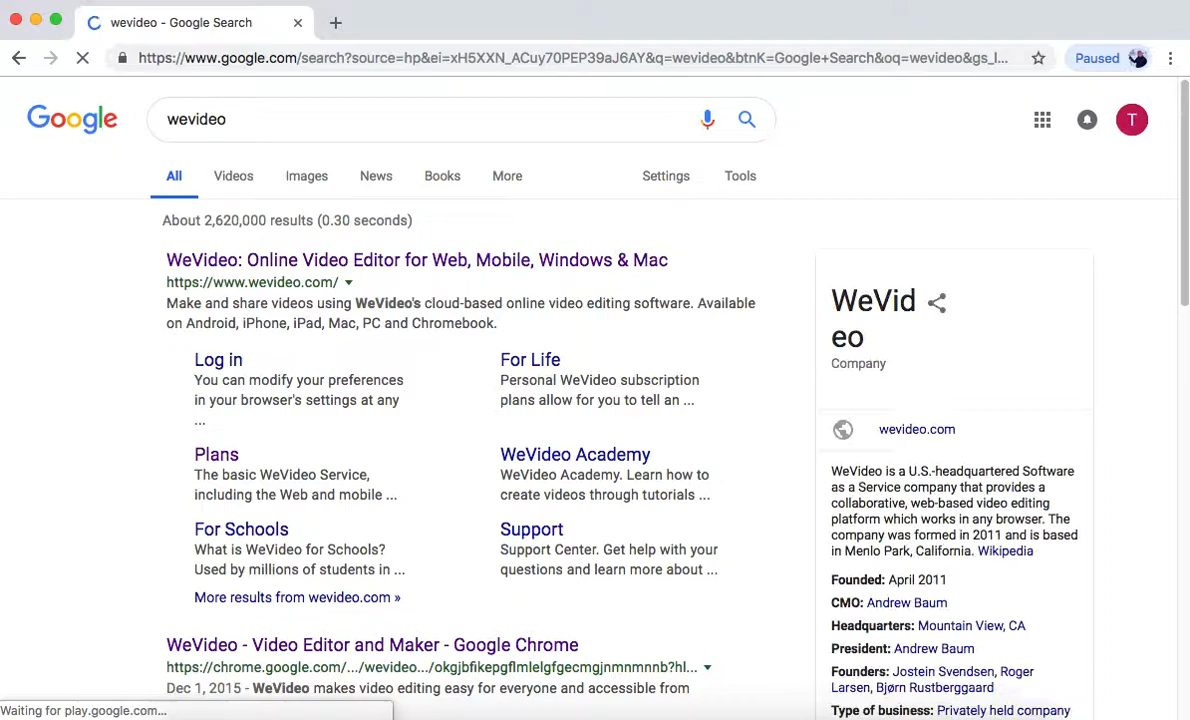 wevideo - Google Search
https://www.google.com/search?source=hp&ei=xH5XXN_ACuy70PEP39aJ6AY&q=wevideo&btnK=Google+Search&oq=wevideo&gs_l...
Paused
Google
wevideo
T
All Videos Images News Books More Settings Tools
About 2,620,000 results (0.30 seconds)
WeVideo: Online Video Editor for Web, Mobile, Windows & Mac
https://www.wevideo.com/
Make and share videos using WeVideo's cloud-based online video editing software. Available
on Android, iPhone, iPad, Mac, PC and Chromebook.
Log in
You can modify your preferences
in your browser's settings at any
...
For Life
Personal WeVideo subscription
plans allow for you to tell an ...
Plans
The basic WeVideo Service,
including the Web and mobile ...
WeVideo Academy
WeVideo Academy. Learn how to
create videos through tutorials ...
For Schools
What is WeVideo for Schools?
Used by millions of students in ...
Support
Support Center. Get help with your
questions and learn more about ...
More results from wevideo.com »
WeVideo - Video Editor and Maker - Google Chrome
https://chrome.google.com/.../wevideo.../okgjbfikepgflmlelgfgecmgjnmnmnnb?hl...
Dec 1, 2015 - WeVideo makes video editing easy for everyone and accessible from
WeVid
eo
Company
wevideo.com
WeVideo is a U.S.-headquartered Software
as a Service company that provides a
collaborative, web-based video editing
platform which works in any browser. The
company was formed in 2011 and is based
in Menlo Park, California. Wikipedia
Founded: April 2011
CMO: Andrew Baum
Headquarters: Mountain View, CA
President: Andrew Baum
Founders: Jostein Svendsen, Roger
Larsen, Bjørn Rustberggaard
Type of business: Privately held company
Waiting for play.google.com...